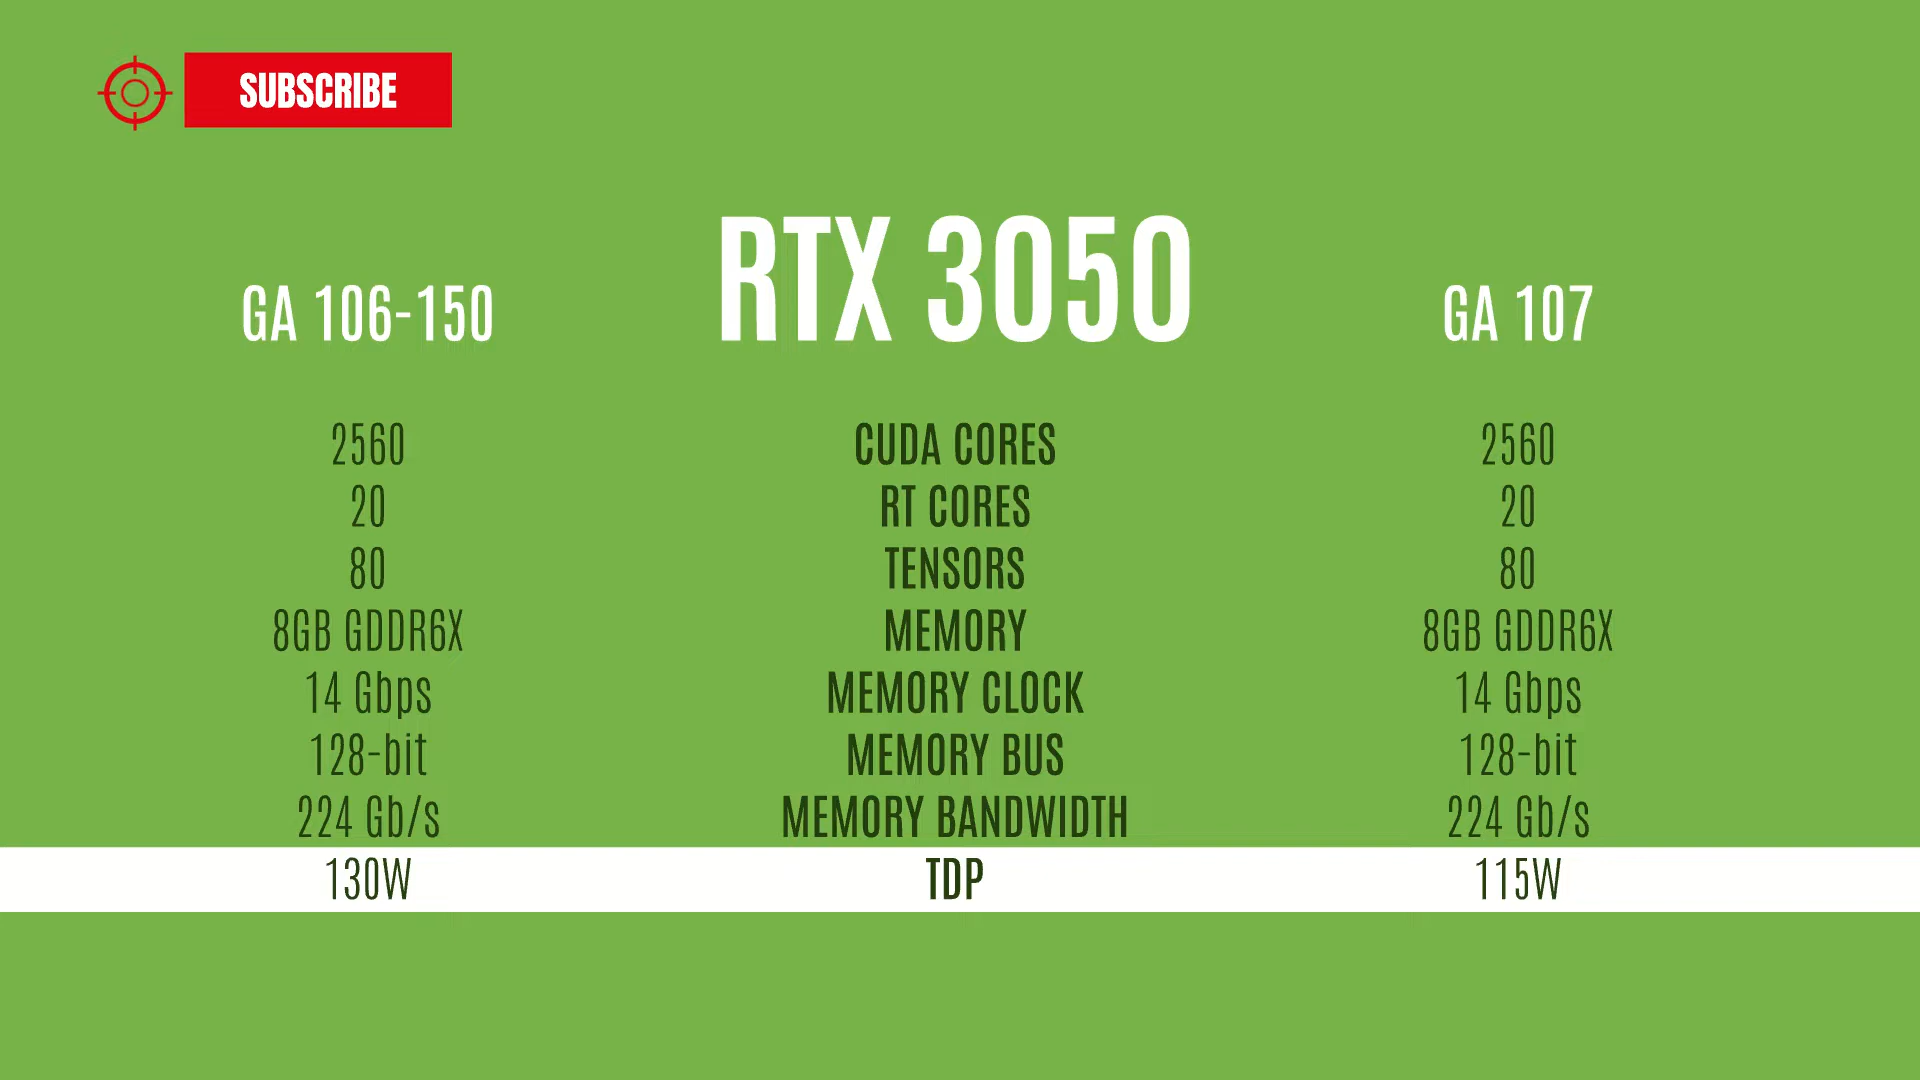 SUBSCRIBE
RTX 3050
GA 106-150 GA 107
2560 CUDA CORES 2560
20 RT CORES 20
80 TENSORS 80
8GB GDDR6X MEMORY 8GB GDDR6X
14 Gbps MEMORY CLOCK 14 Gbps
128-bit MEMORY BUS 128-bit
224 Gb/s MEMORY BANDWIDTH 224 Gb/s
130W TDP 115W